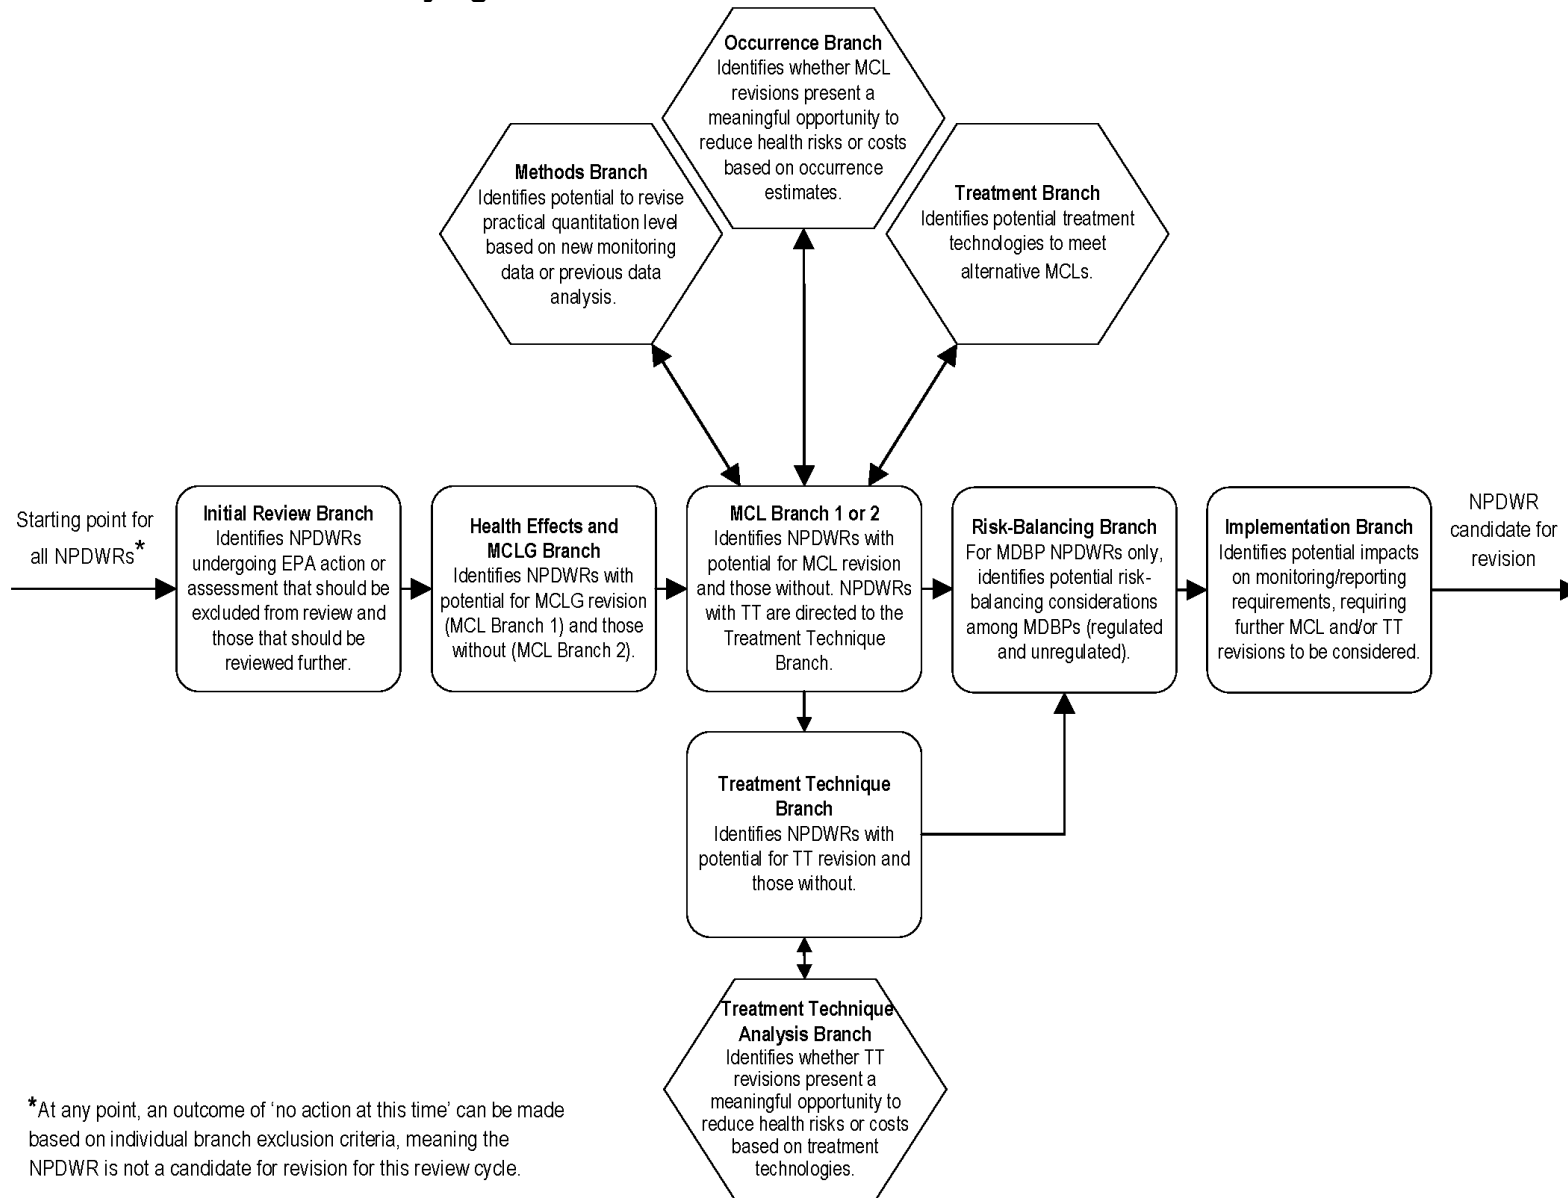 Occurrence Branch
Identifies whether MCL
revisions present a
meaningful opportunity to
reduce health risks or costs
based on occurrence
estimates.
Methods Branch
Identifies potential to revise
practical quantitation level
based on new monitoring
data or previous data
analysis.
Treatment Branch
Identifies potential treatment
technologies to meet
alternative MCLs.
Starting point for
all NPDWRs*
Initial Review Branch
Identifies NPDWRs
undergoing EPA action or
assessment that should be
excluded from review and
those that should be
reviewed further.
Health Effects and
MCLG Branch
Identifies NPDWRs with
potential for MCLG revision
(MCL Branch 1) and those
without (MCL Branch 2).
MCL Branch 1 or 2
Identifies NPDWRs with
potential for MCL revision
and those without. NPDWRs
with TT are directed to the
Treatment Technique
Branch.
Risk-Balancing Branch
For MDBP NPDWRs only,
identifies potential risk-
balancing considerations
among MDBPs (regulated
and unregulated).
Implementation Branch
Identifies potential impacts
on monitoring/reporting
requirements, requiring
further MCL and/or TT
revisions to be considered.
NPDWR
candidate for
revision
Treatment Technique
Branch
Identifies NPDWRs with
potential for TT revision and
those without.
Treatment Technique
Analysis Branch
Identifies whether TT
revisions present a
meaningful opportunity to
reduce health risks or costs
based on treatment
technologies.
*At any point, an outcome of ‘no action at this time’ can be made
based on individual branch exclusion criteria, meaning the
NPDWR is not a candidate for revision for this review cycle.